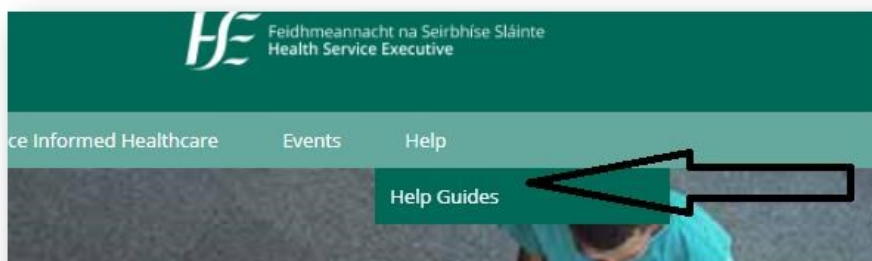 Feidhmeannacht na Seirbhíse Sláinte
Health Service Executive
ce Informed Healthcare Events Help
Help Guides